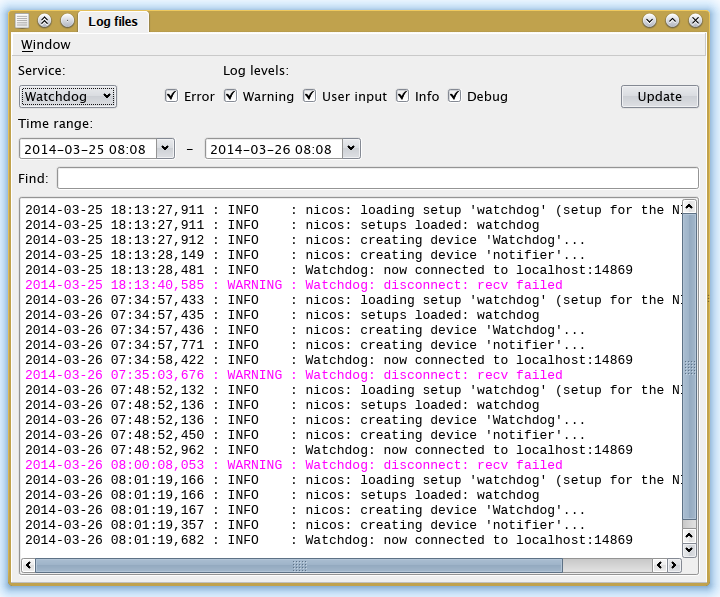 Log files
Window
Service: Log levels:
Watchdog Error Warning User input Info Debug Update
Time range:
2014-03-25 08:08 – 2014-03-26 08:08
Find:
2014-03-25 18:13:27,911 : INFO    : nicos: loading setup 'watchdog' (setup for the
2014-03-25 18:13:27,911 : INFO    : nicos: setups loaded: watchdog
2014-03-25 18:13:27,912 : INFO    : nicos: creating device 'Watchdog'...
2014-03-25 18:13:28,149 : INFO    : nicos: creating device 'notifier'...
2014-03-25 18:13:28,481 : INFO    : Watchdog: now connected to localhost:14869
2014-03-25 18:13:40,585 : WARNING : Watchdog: disconnect: recv failed
2014-03-26 07:34:57,433 : INFO    : nicos: loading setup 'watchdog' (setup for the
2014-03-26 07:34:57,435 : INFO    : nicos: setups loaded: watchdog
2014-03-26 07:34:57,436 : INFO    : nicos: creating device 'Watchdog'...
2014-03-26 07:34:57,771 : INFO    : nicos: creating device 'notifier'...
2014-03-26 07:34:58,422 : INFO    : Watchdog: now connected to localhost:14869
2014-03-26 07:35:03,676 : WARNING : Watchdog: disconnect: recv failed
2014-03-26 07:48:52,132 : INFO    : nicos: loading setup 'watchdog' (setup for the
2014-03-26 07:48:52,136 : INFO    : nicos: setups loaded: watchdog
2014-03-26 07:48:52,136 : INFO    : nicos: creating device 'Watchdog'...
2014-03-26 07:48:52,450 : INFO    : nicos: creating device 'notifier'...
2014-03-26 07:48:52,962 : INFO    : Watchdog: now connected to localhost:14869
2014-03-26 08:00:08,053 : WARNING : Watchdog: disconnect: recv failed
2014-03-26 08:01:19,166 : INFO    : nicos: loading setup 'watchdog' (setup for the
2014-03-26 08:01:19,166 : INFO    : nicos: setups loaded: watchdog
2014-03-26 08:01:19,167 : INFO    : nicos: creating device 'Watchdog'...
2014-03-26 08:01:19,357 : INFO    : nicos: creating device 'notifier'...
2014-03-26 08:01:19,682 : INFO    : Watchdog: now connected to localhost:14869